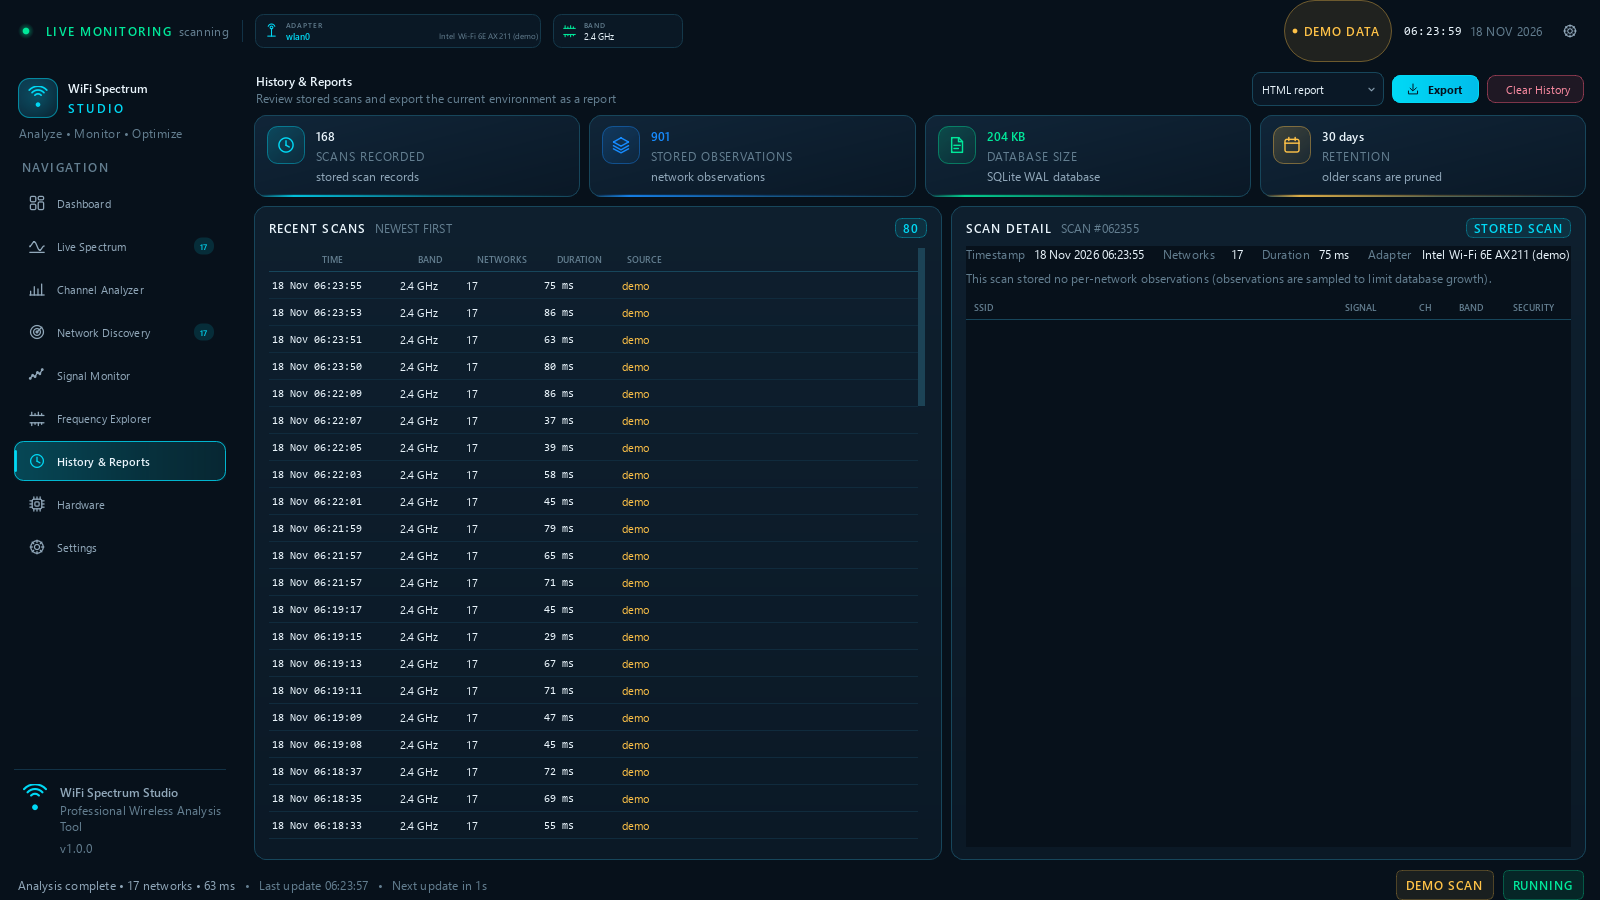 LIVE MONITORING scanning
ADAPTER
wlan0
Intel Wi-Fi 6E AX211 (demo)
BAND
2.4 GHz
DEMO DATA
06:23:59 18 NOV 2026
WiFi Spectrum
STUDIO
Analyze • Monitor • Optimize
NAVIGATION
Dashboard
Live Spectrum 17
Channel Analyzer
Network Discovery 17
Signal Monitor
Frequency Explorer
History & Reports
Hardware
Settings
WiFi Spectrum Studio
Professional Wireless Analysis
Tool
v1.0.0
History & Reports
Review stored scans and export the current environment as a report
HTML report
Export
Clear History
168
SCANS RECORDED
stored scan records
901
STORED OBSERVATIONS
network observations
204 KB
DATABASE SIZE
SQLite WAL database
30 days
RETENTION
older scans are pruned
RECENT SCANS NEWEST FIRST 80
TIME BAND NETWORKS DURATION SOURCE
18 Nov 06:23:55 2.4 GHz 17 75 ms demo
18 Nov 06:23:53 2.4 GHz 17 86 ms demo
18 Nov 06:23:51 2.4 GHz 17 63 ms demo
18 Nov 06:23:50 2.4 GHz 17 80 ms demo
18 Nov 06:22:09 2.4 GHz 17 86 ms demo
18 Nov 06:22:07 2.4 GHz 17 37 ms demo
18 Nov 06:22:05 2.4 GHz 17 39 ms demo
18 Nov 06:22:03 2.4 GHz 17 58 ms demo
18 Nov 06:22:01 2.4 GHz 17 45 ms demo
18 Nov 06:21:59 2.4 GHz 17 79 ms demo
18 Nov 06:21:57 2.4 GHz 17 65 ms demo
18 Nov 06:21:57 2.4 GHz 17 71 ms demo
18 Nov 06:19:17 2.4 GHz 17 45 ms demo
18 Nov 06:19:15 2.4 GHz 17 29 ms demo
18 Nov 06:19:13 2.4 GHz 17 67 ms demo
18 Nov 06:19:11 2.4 GHz 17 71 ms demo
18 Nov 06:19:09 2.4 GHz 17 47 ms demo
18 Nov 06:19:08 2.4 GHz 17 45 ms demo
18 Nov 06:18:37 2.4 GHz 17 72 ms demo
18 Nov 06:18:35 2.4 GHz 17 69 ms demo
18 Nov 06:18:33 2.4 GHz 17 55 ms demo
SCAN DETAIL SCAN #062355 STORED SCAN
Timestamp 18 Nov 2026 06:23:55 Networks 17 Duration 75 ms Adapter Intel Wi-Fi 6E AX211 (demo)
This scan stored no per-network observations (observations are sampled to limit database growth).
SSID SIGNAL CH BAND SECURITY
Analysis complete • 17 networks • 63 ms • Last update 06:23:57 • Next update in 1s
DEMO SCAN
RUNNING